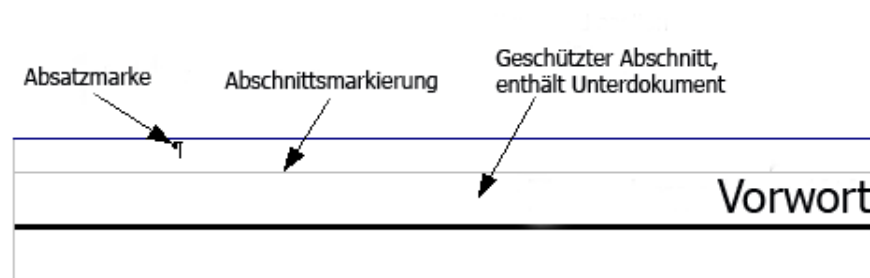 Absatzmarke
Abschnittsmarkierung
Geschützter Abschnitt,
enthält Unterdokument
¶
Vorwort